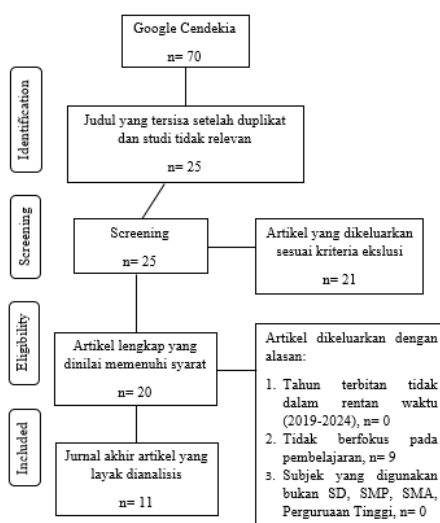 Google Cendekia
n= 70
Identification
Judul yang tersisa setelah duplikat
dan studi tidak relevan
n= 25
Screening
Screening
n= 25
Artikel yang dikeluarkan
sesuai kriteria ekslusi
n= 21
Eligibility
Artikel lengkap yang
dinilai memenuhi syarat
n= 20
Artikel dikeluarkan dengan
alasan:
1. Tahun terbitan tidak
dalam rentan waktu
(2019-2024), n= 0
2. Tidak berfokus pada
pembelajaran, n= 9
3. Subjek yang digunakan
bukan SD, SMP, SMA,
Perguruaan Tinggi, n= 0
Included
Jurnal akhir artikel yang
layak dianalisis
n= 11